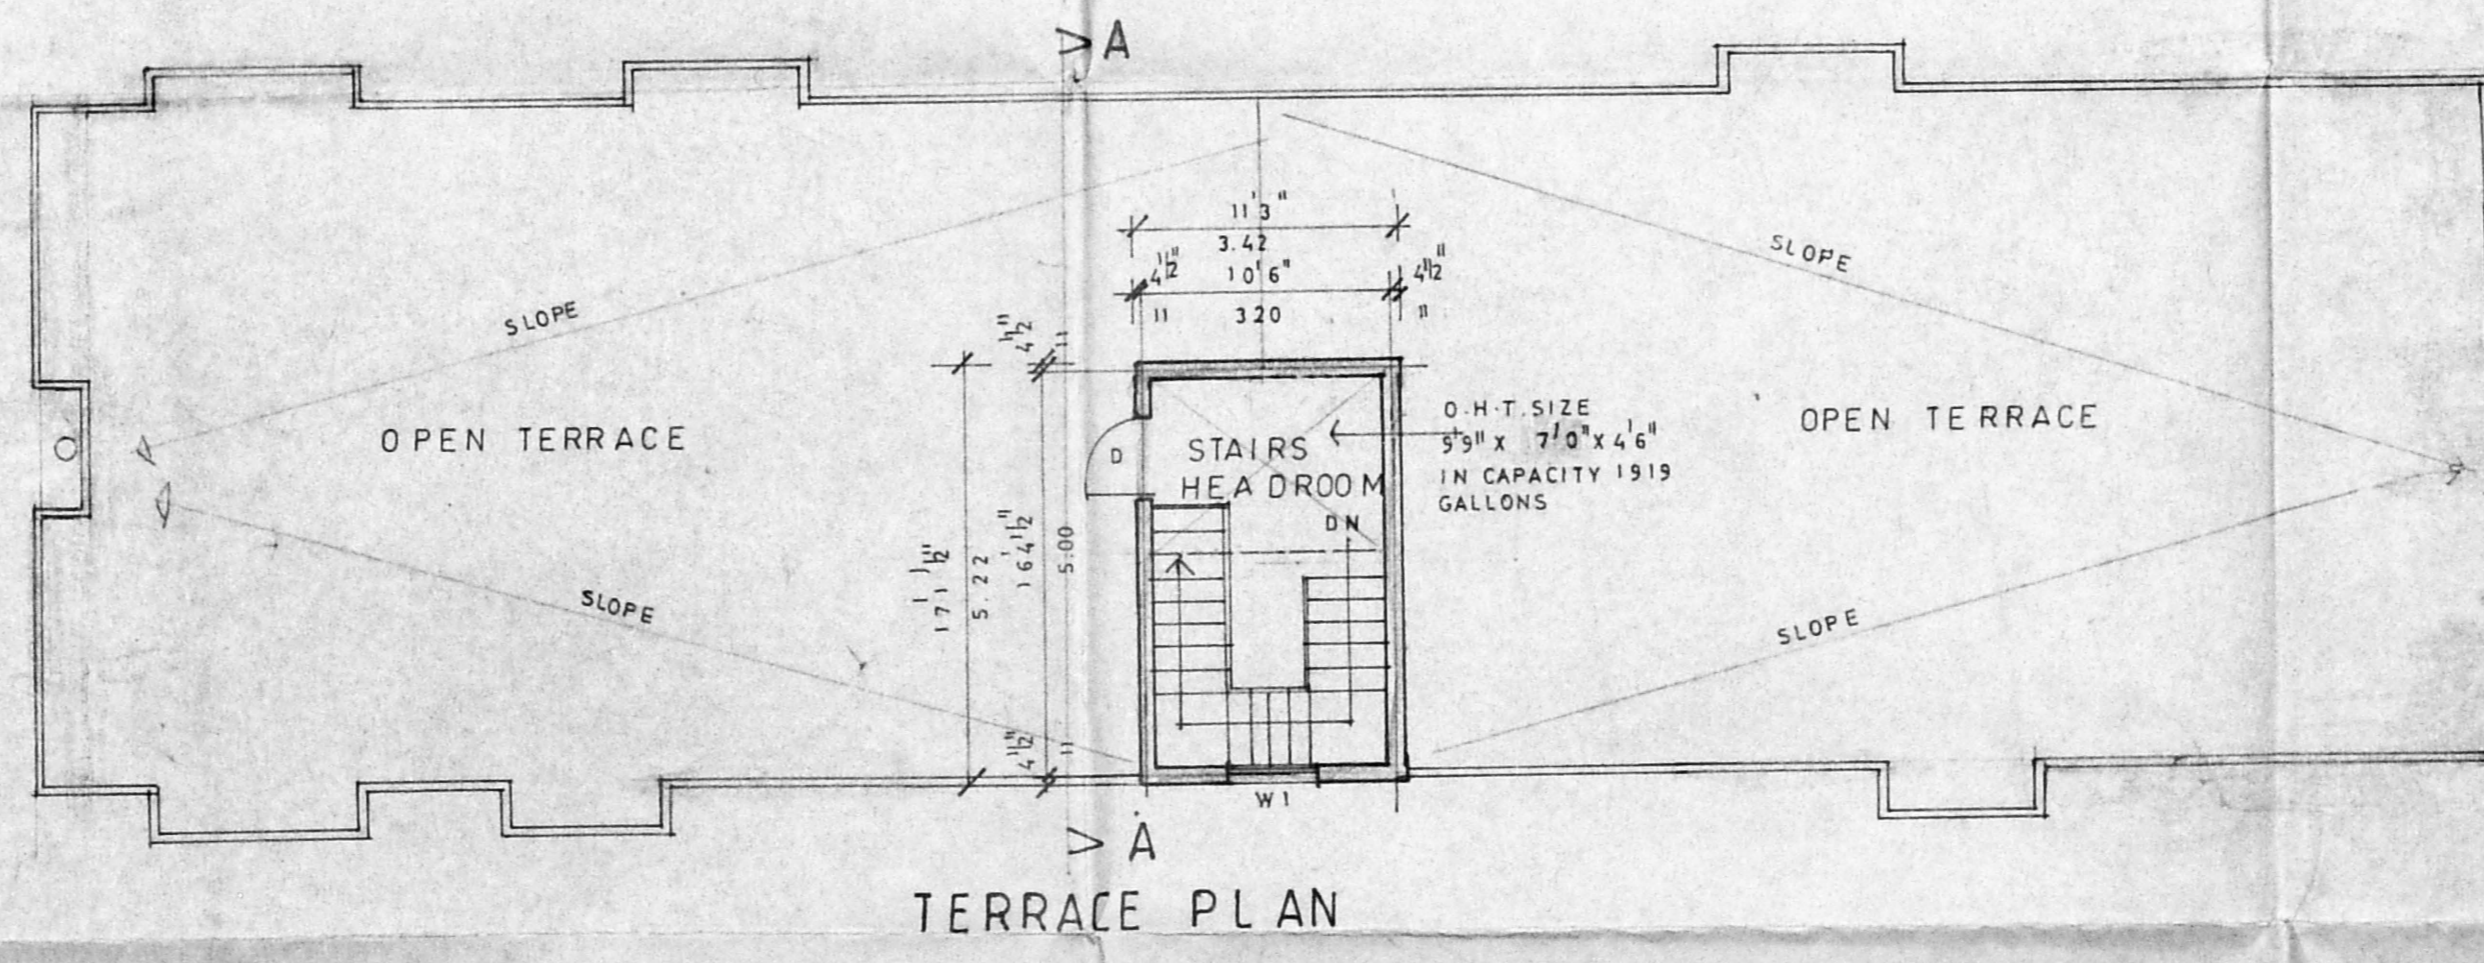 > A
11'3"
3.42
4½" 10'6" 4½"
11 320 11
4½"
11
SLOPE
SLOPE
OPEN TERRACE
STAIRS
HEADROOM
D
DN
O.H.T. SIZE
9'9" X 7'0" X 4'6"
IN CAPACITY 1919
GALLONS
OPEN TERRACE
17'1½"
5.22
16'4½"
5.00
SLOPE
SLOPE
4½"
11
W1
> A
TERRACE PLAN